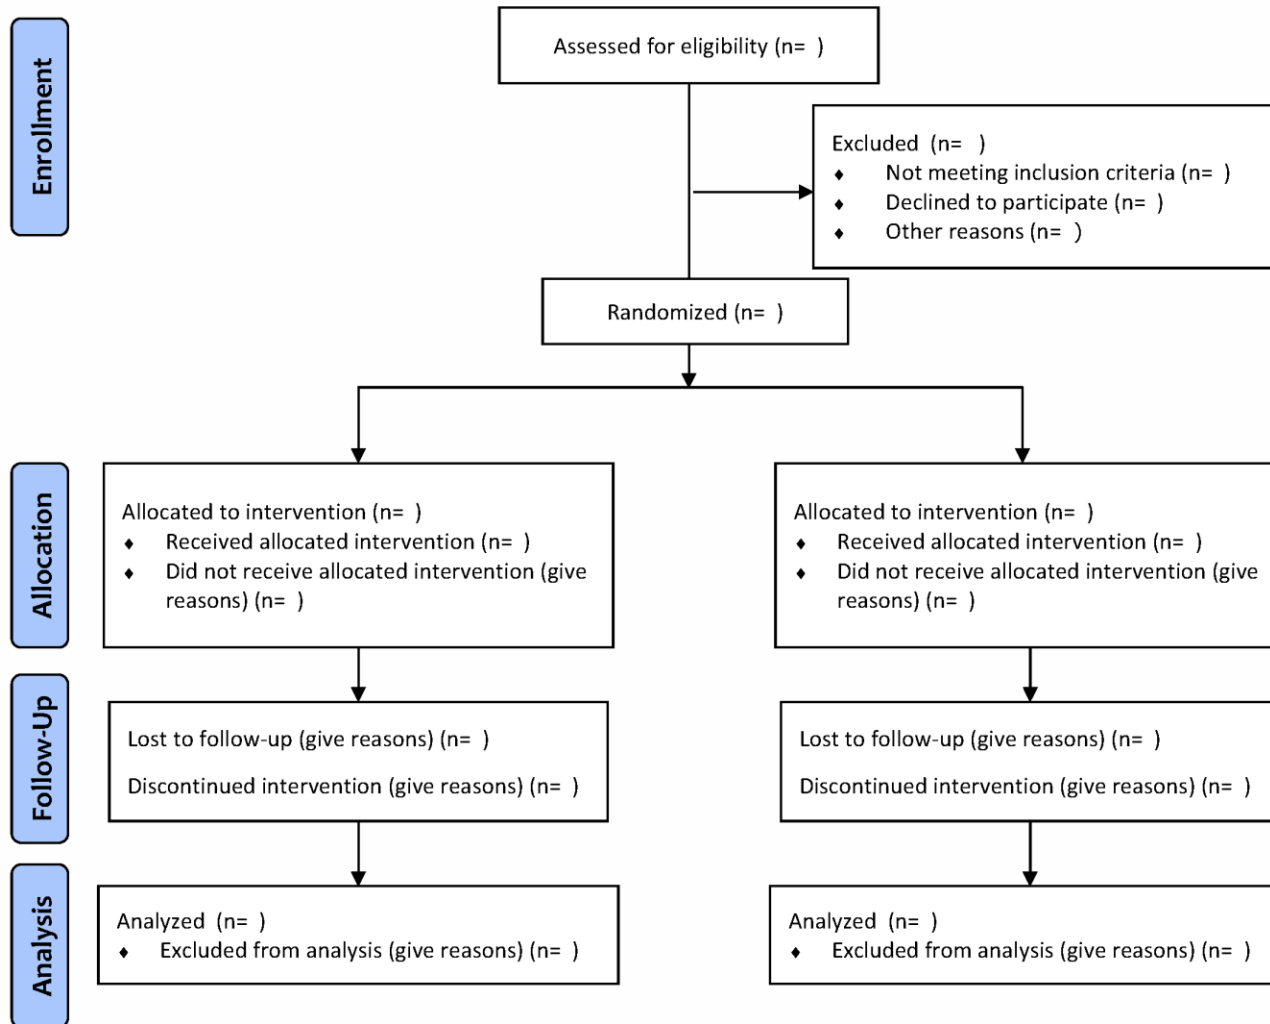 Enrollment
Assessed for eligibility (n=  )
Excluded  (n=   )
♦ Not meeting inclusion criteria (n=  )
♦ Declined to participate (n=  )
♦ Other reasons (n=  )
Randomized (n=  )
Allocation
Allocated to intervention (n=  )
♦ Received allocated intervention (n=  )
♦ Did not receive allocated intervention (give
reasons) (n=  )
Allocated to intervention (n=  )
♦ Received allocated intervention (n=  )
♦ Did not receive allocated intervention (give
reasons) (n=  )
Follow-Up
Lost to follow-up (give reasons) (n=  )
Discontinued intervention (give reasons) (n=  )
Lost to follow-up (give reasons) (n=  )
Discontinued intervention (give reasons) (n=  )
Analysis
Analyzed  (n=  )
♦ Excluded from analysis (give reasons) (n=  )
Analyzed  (n=  )
♦ Excluded from analysis (give reasons) (n=  )